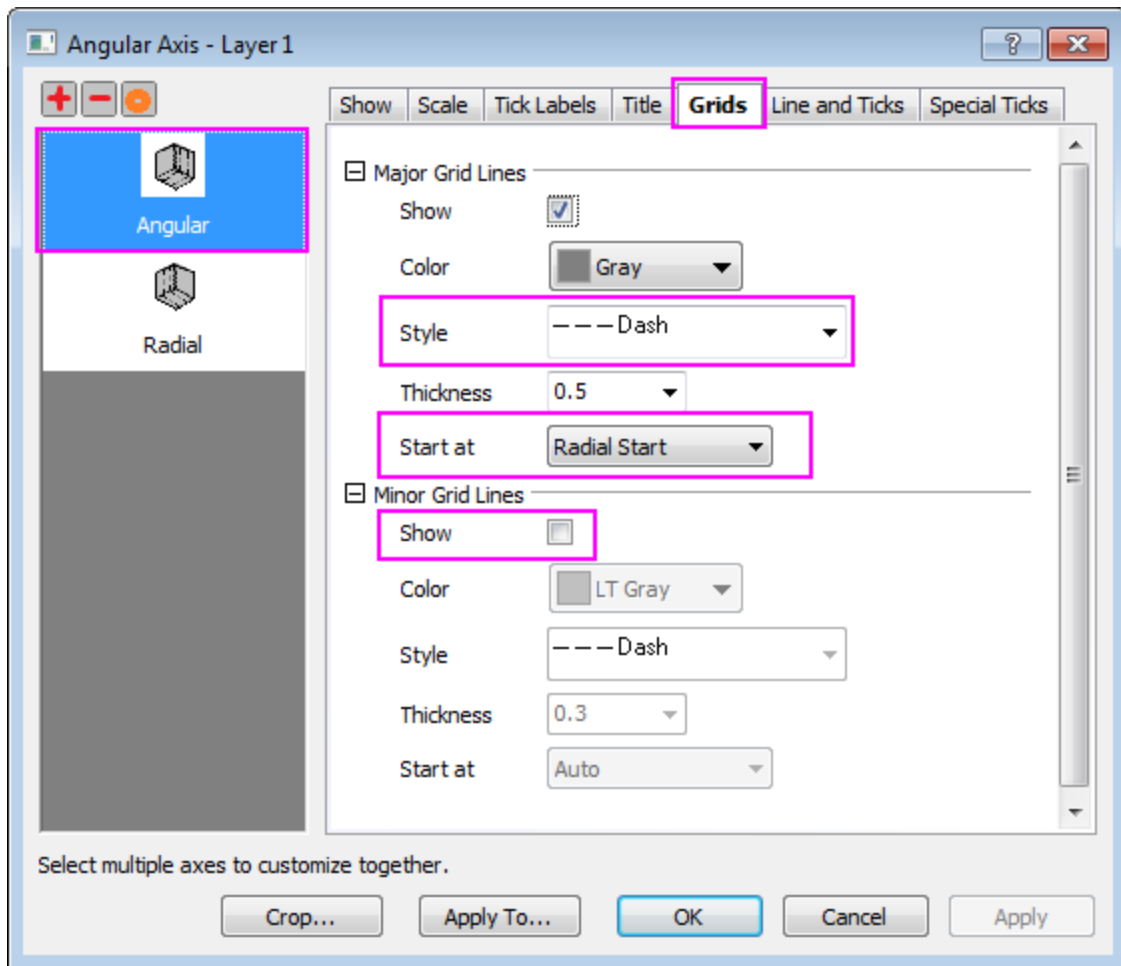 Angular Axis - Layer 1
Show Scale Tick Labels Title Grids Line and Ticks Special Ticks
Angular
Radial
Major Grid Lines
Show
Color Gray
Style Dash
Thickness 0.5
Start at Radial Start
Minor Grid Lines
Show
Color LT Gray
Style Dash
Thickness 0.3
Start at Auto
Select multiple axes to customize together.
Crop... Apply To... OK Cancel Apply